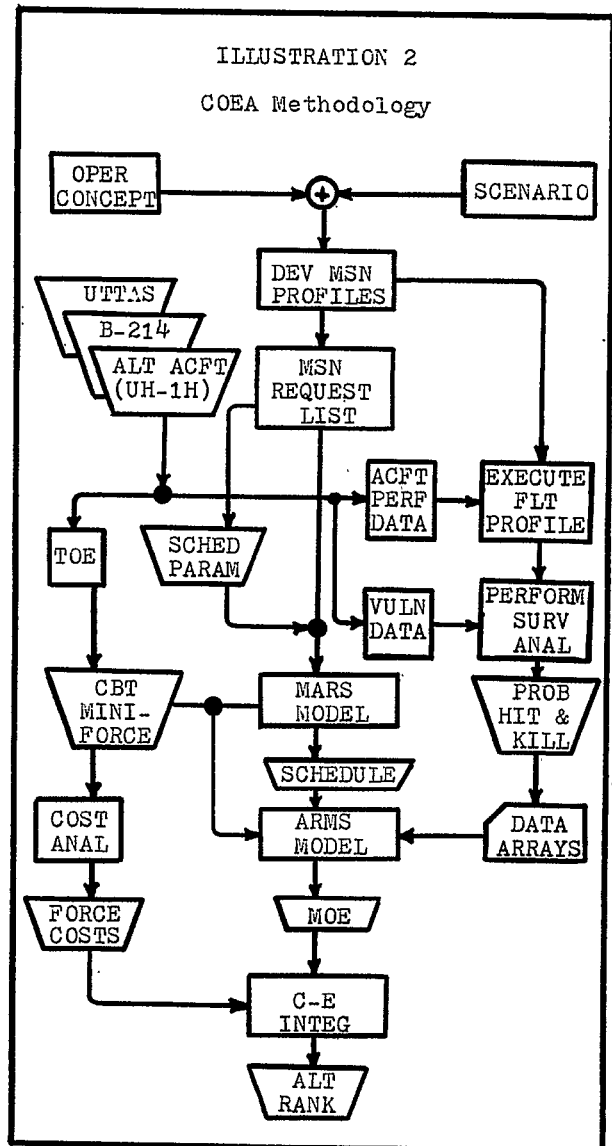 ILLUSTRATION 2
COEA Methodology
OPER
CONCEPT
+
SCENARIO
DEV MSN
PROFILES
UTTAS
B-214
ALT ACFT
(UH-1H)
MSN
REQUEST
LIST
ACFT
PERF
DATA
EXECUTE
FLT
PROFILE
TOE
SCHED
PARAM
VULN
DATA
PERFORM
SURV
ANAL
CBT
MINI-
FORCE
MARS
MODEL
PROB
HIT &
KILL
SCHEDULE
COST
ANAL
ARMS
MODEL
DATA
ARRAYS
FORCE
COSTS
MOE
C-E
INTEG
ALT
RANK